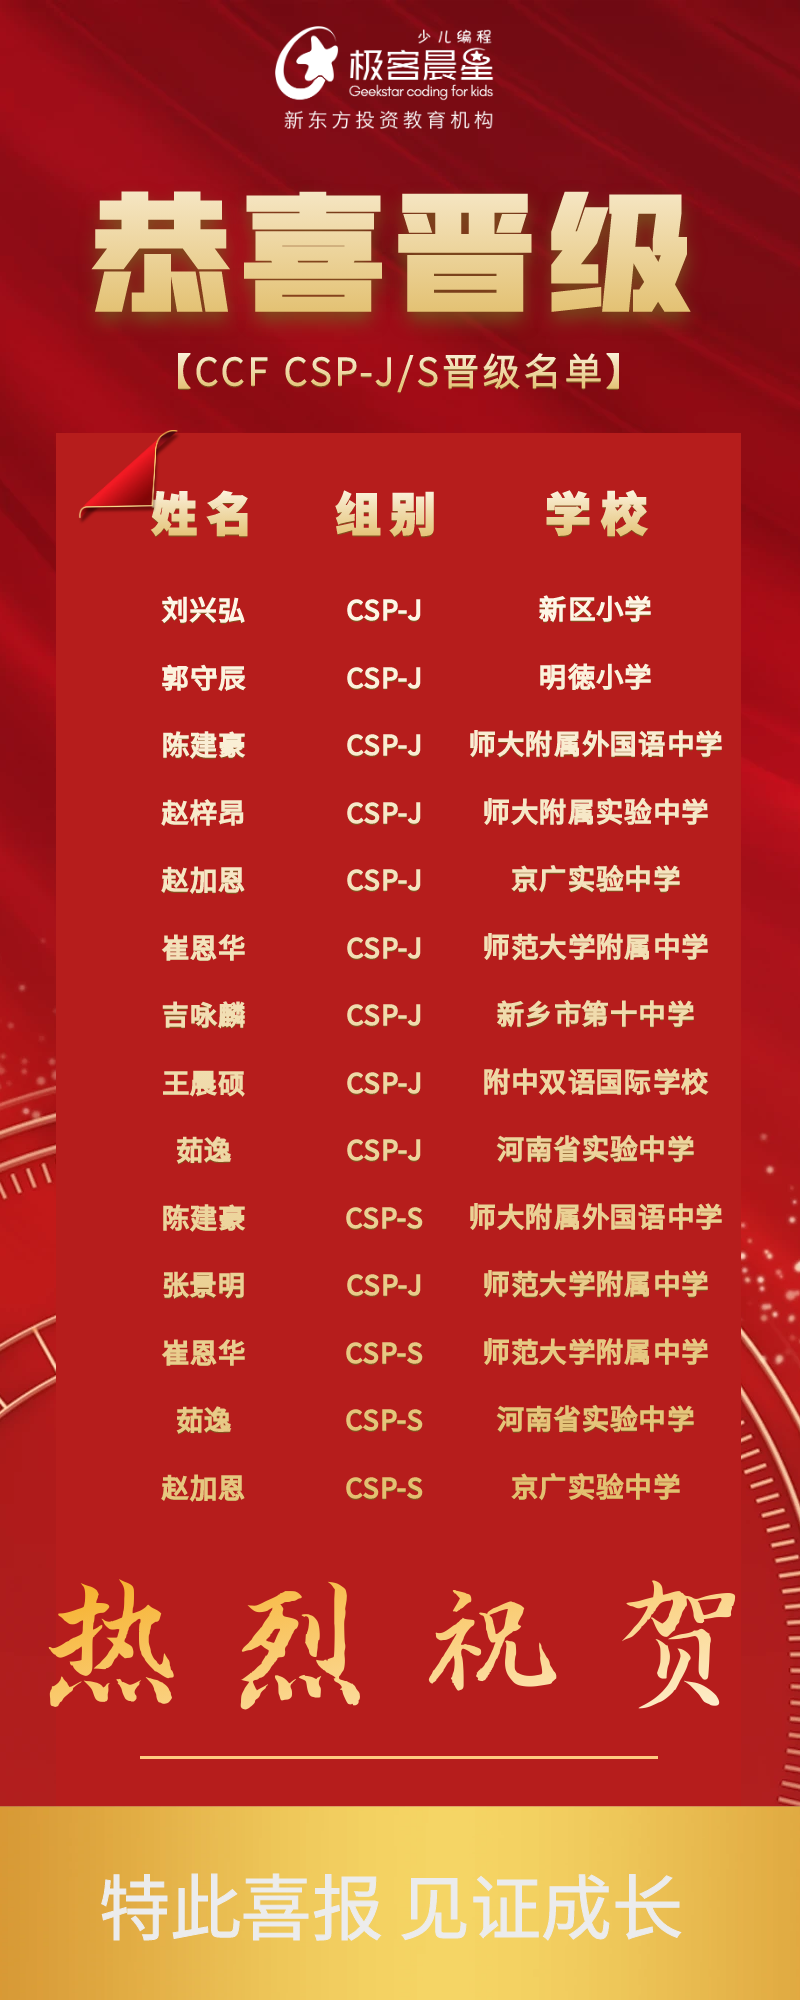 少儿编程
极客晨星
Geekstar coding for kids
新东方投资教育机构
恭喜晋级
【CCF CSP-J/S晋级名单】
姓名 组别 学校
刘兴弘 CSP-J 新区小学
郭守辰 CSP-J 明德小学
陈建豪 CSP-J 师大附属外国语中学
赵梓昂 CSP-J 师大附属实验中学
赵加恩 CSP-J 京广实验中学
崔恩华 CSP-J 师范大学附属中学
吉咏麟 CSP-J 新乡市第十中学
王晨硕 CSP-J 附中双语国际学校
茹逸 CSP-J 河南省实验中学
陈建豪 CSP-S 师大附属外国语中学
张景明 CSP-J 师范大学附属中学
崔恩华 CSP-S 师范大学附属中学
茹逸 CSP-S 河南省实验中学
赵加恩 CSP-S 京广实验中学
热烈祝贺
特此喜报 见证成长